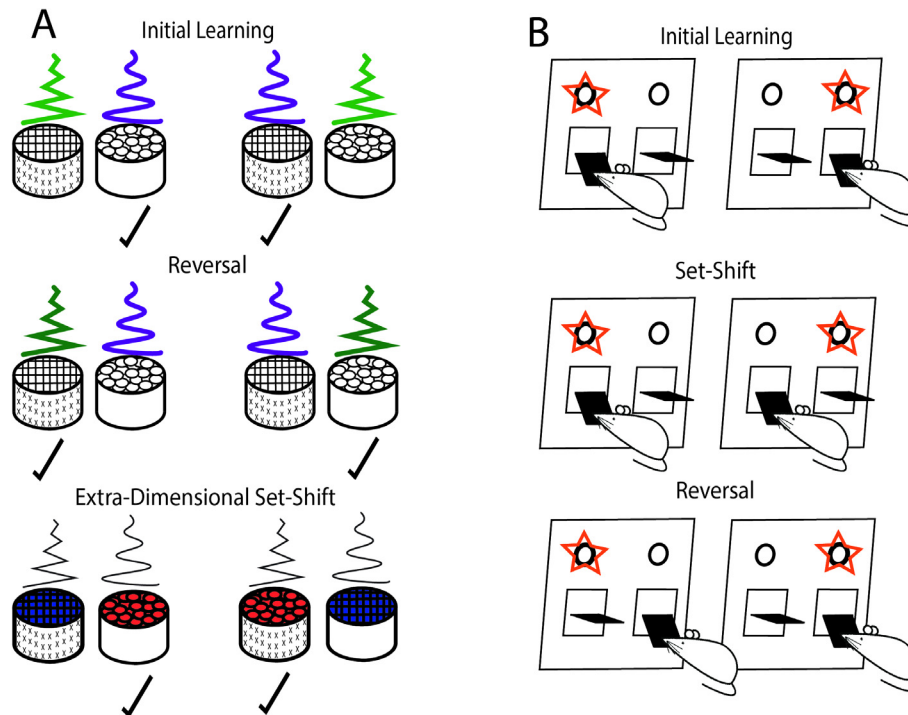 A
Initial Learning
Reversal
Extra-Dimensional Set-Shift
B
Initial Learning
Set-Shift
Reversal